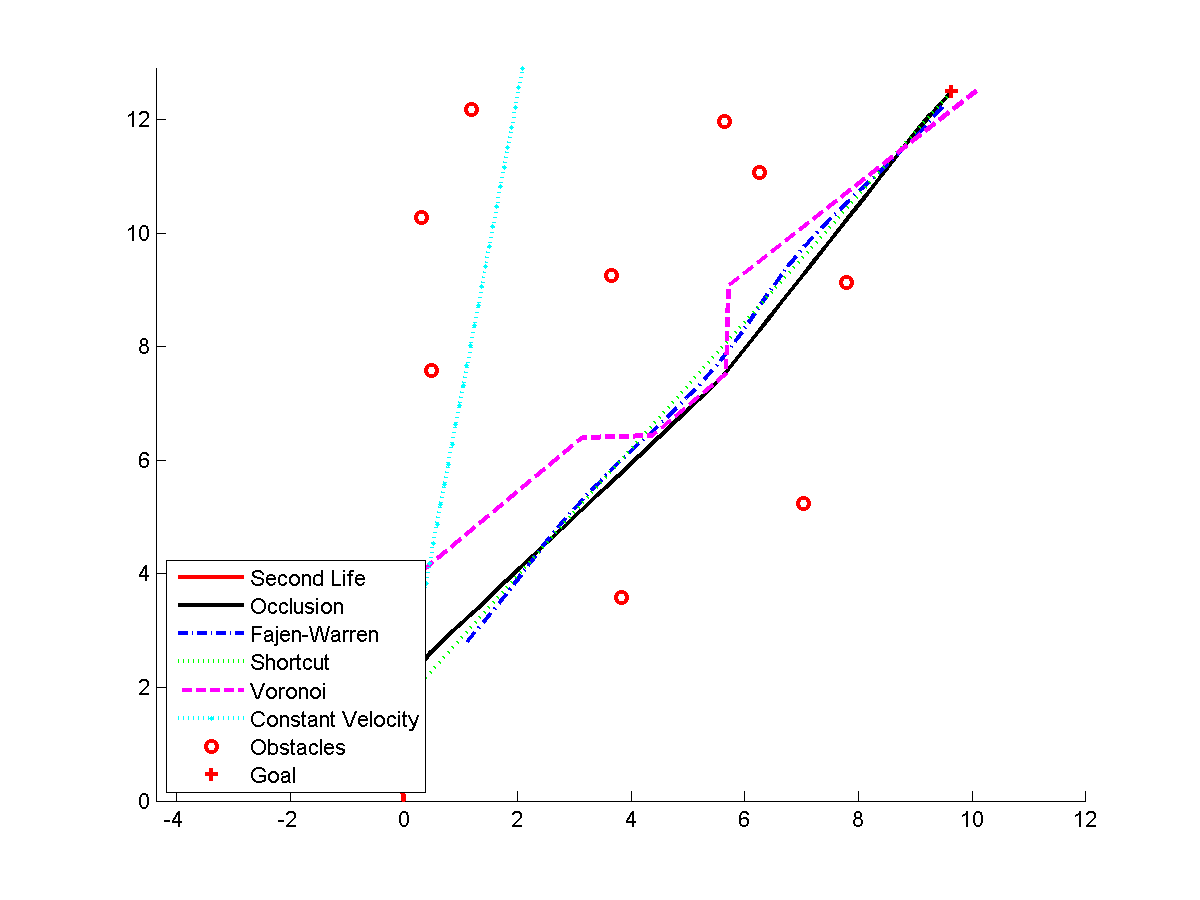 12
10
8
6
4
2
0
Second Life
Occlusion
Fajen-Warren
Shortcut
Voronoi
Constant Velocity
Obstacles
Goal
-4 -2 0 2 4 6 8 10 12